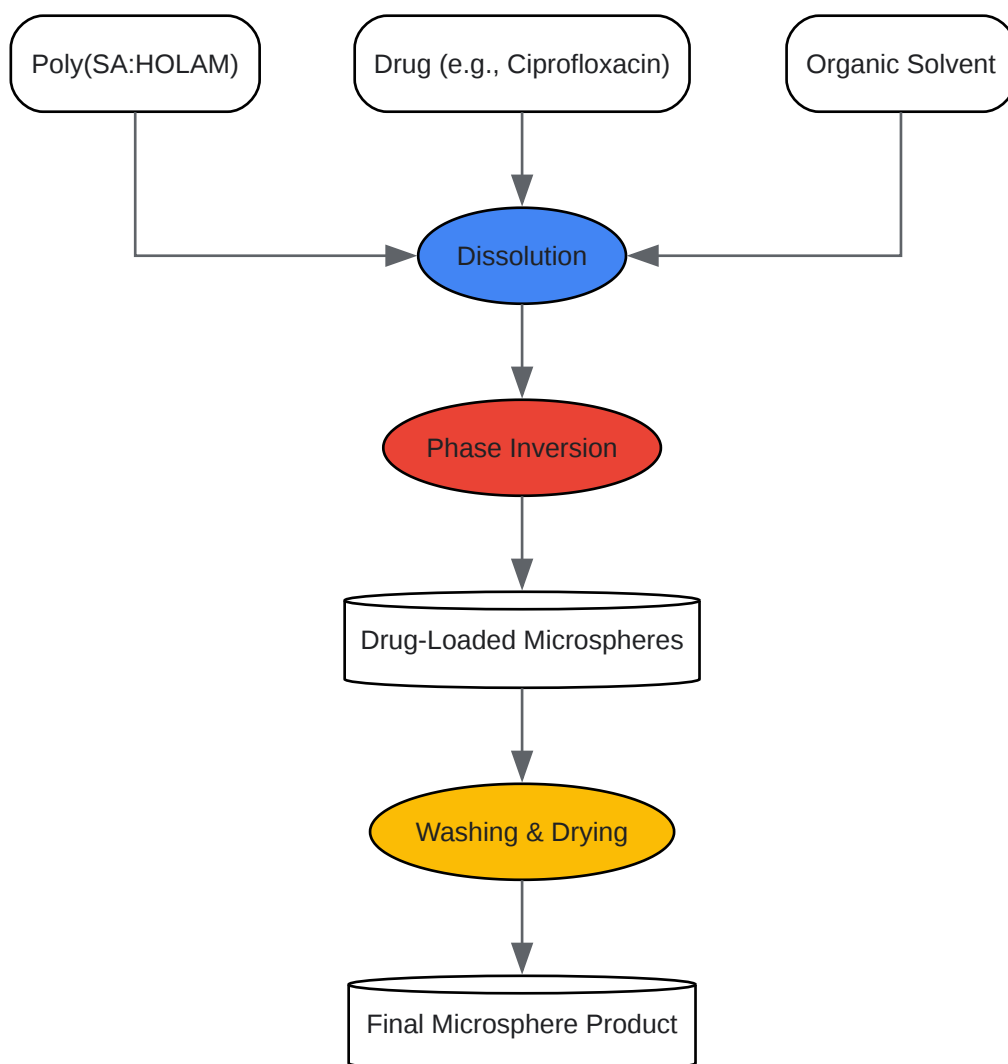 Poly(SA:HOLAM)
Drug (e.g., Ciprofloxacin)
Organic Solvent
Dissolution
Phase Inversion
Drug-Loaded Microspheres
Washing & Drying
Final Microsphere Product